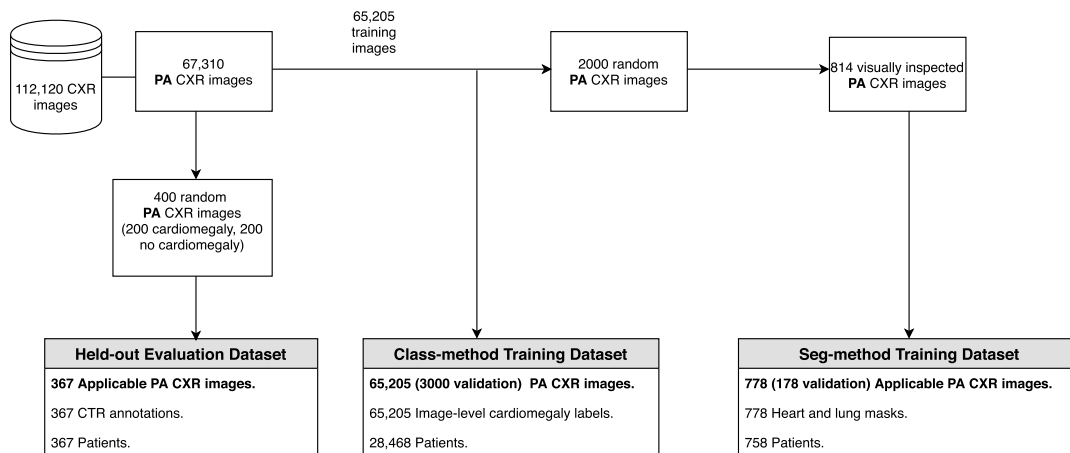 112,120 CXR
images
67,310
PA CXR images
65,205
training
images
2000 random
PA CXR images
814 visually inspected
PA CXR images
400 random
PA CXR images
(200 cardiomegaly, 200
no cardiomegaly)
Held-out Evaluation Dataset
367 Applicable PA CXR images.
367 CTR annotations.
367 Patients.
Class-method Training Dataset
65,205 (3000 validation) PA CXR images.
65,205 Image-level cardiomegaly labels.
28,468 Patients.
Seg-method Training Dataset
778 (178 validation) Applicable PA CXR images.
778 Heart and lung masks.
758 Patients.